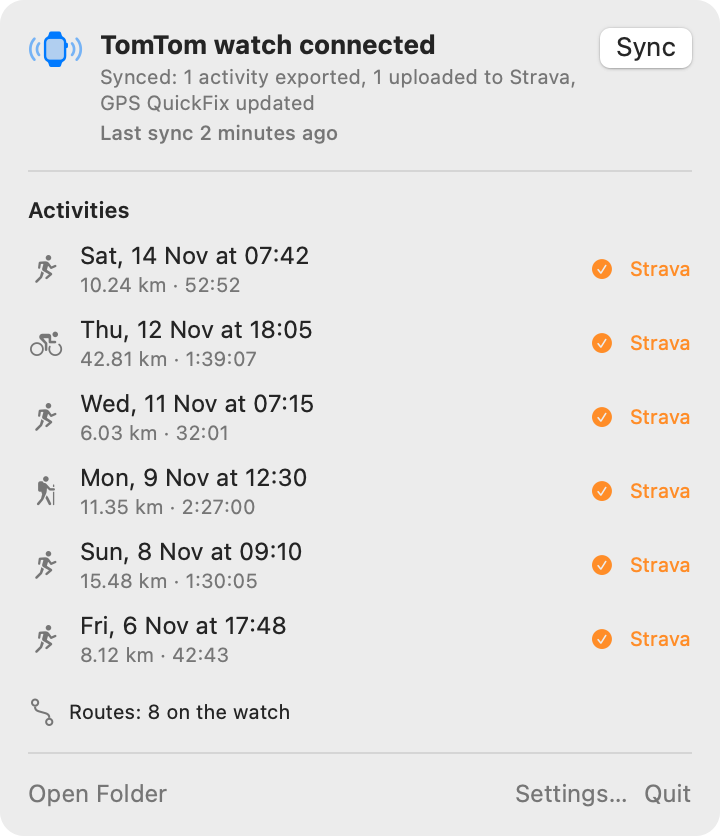 TomTom watch connected
Sync
Synced: 1 activity exported, 1 uploaded to Strava,
GPS QuickFix updated
Last sync 2 minutes ago
Activities
Sat, 14 Nov at 07:42
10.24 km · 52:52
Strava
Thu, 12 Nov at 18:05
42.81 km · 1:39:07
Strava
Wed, 11 Nov at 07:15
6.03 km · 32:01
Strava
Mon, 9 Nov at 12:30
11.35 km · 2:27:00
Strava
Sun, 8 Nov at 09:10
15.48 km · 1:30:05
Strava
Fri, 6 Nov at 17:48
8.12 km · 42:43
Strava
Routes: 8 on the watch
Open Folder
Settings...
Quit